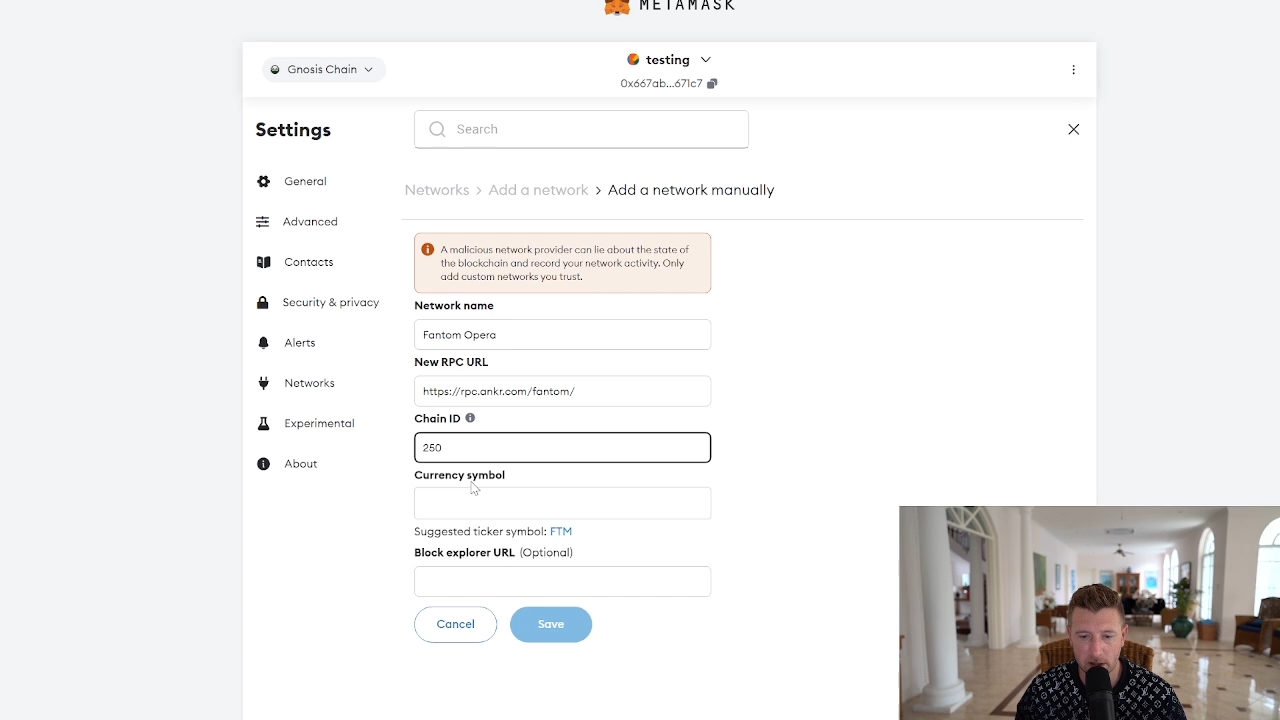 METAMASK
Gnosis Chain
testing
0x667ab...671c7
Settings
Search
General
Advanced
Contacts
Security & privacy
Alerts
Networks
Experimental
About
Networks > Add a network > Add a network manually
A malicious network provider can lie about the state of
the blockchain and record your network activity. Only
add custom networks you trust.
Network name
Fantom Opera
New RPC URL
https://rpc.ankr.com/fantom/
Chain ID
250
Currency symbol
Suggested ticker symbol: FTM
Block explorer URL (Optional)
Cancel
Save